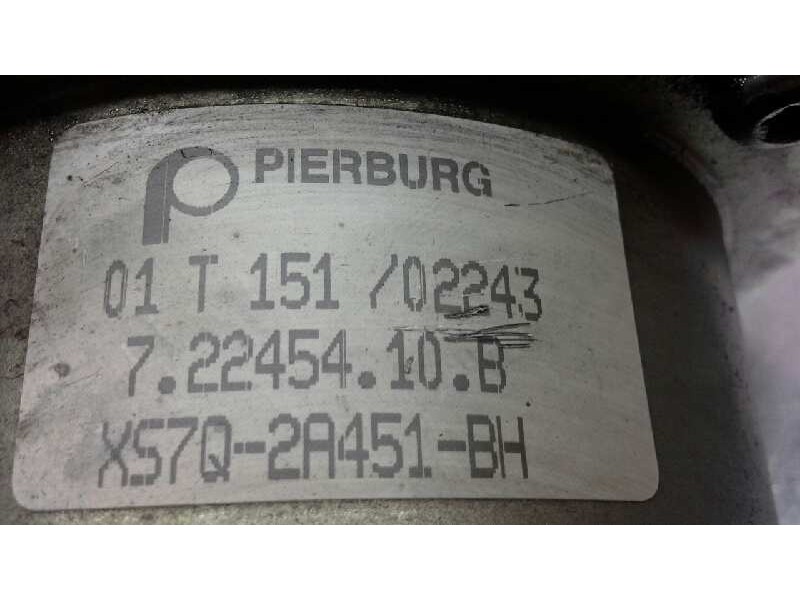 PIERBURG
01 T 151 /02243
7.22454.10.B
XS7Q-2A451-BH